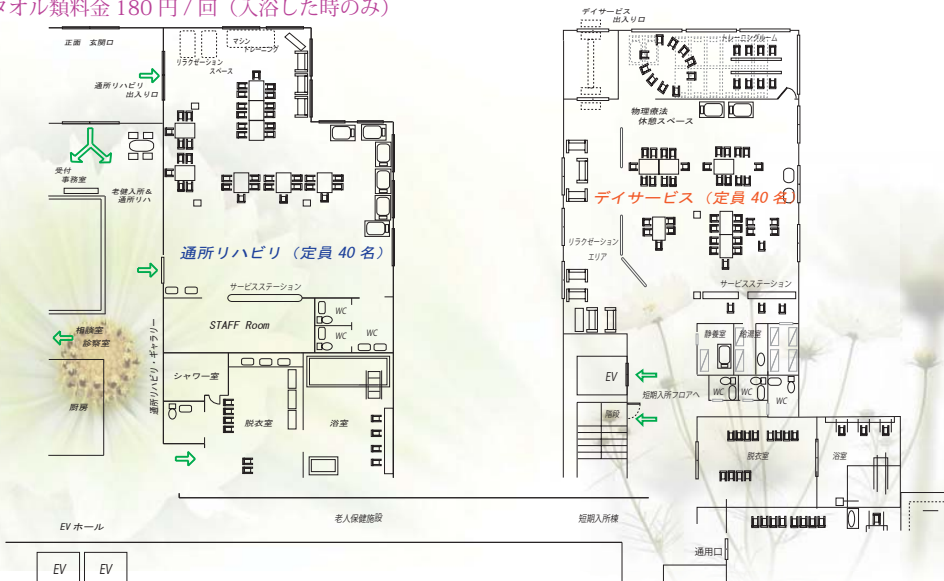 タオル類料金 180 円 / 回（入浴した時のみ）
正面 玄関口
通所リハビリ
出入り口
リラクゼーション
スペース
マシン
トレーニング
受付
事務室
老健入所＆
通所リハ
通所リハビリ（定員 40 名）
サービスステーション
STAFF Room
WC
WC
WC
相談室
診察室
通所リハビリ・ギャラリー
シャワー室
厨房
脱衣室
浴室
EV ホール
老人保健施設
EV
EV
デイサービス
出入り口
トレーニングルーム
物理療法
休憩スペース
デイサービス（定員 40 名）
リラクゼーション
エリア
サービスステーション
静養室
給湯室
EV
短期入所フロアへ
WC
WC
WC
階段
脱衣室
浴室
短期入所棟
通用口